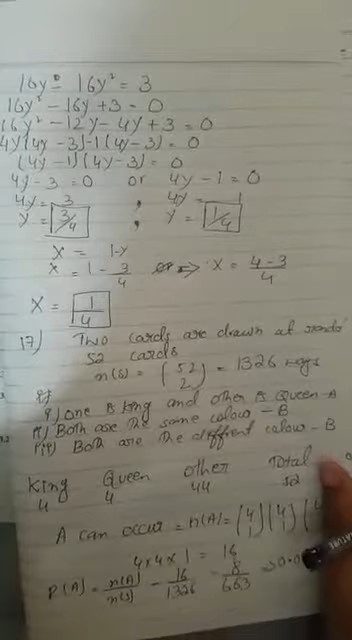 16y - 16y² = 3
16y² - 16y + 3 = 0
16y² - 12y - 4y + 3 = 0
4y(4y - 3) - 1(4y - 3) = 0
(4y - 1)(4y - 3) = 0
4y - 3 = 0 or 4y - 1 = 0
4y = 3 , 4y = 1
y = 3/4 ; y = 1/4
x = 1-y
x = 1 - 3/4 ⇒ x = (4-3)/4
x = 1/4
17) Two cards are drawn at
52 cards
n(s) = (52 2) = 1326 ways
i) one is king and other is Queen - A
ii) Both are the same colour - B
iii) Both are the different colour - B
King Queen other Total
4 4 44 52
A can occur = n(A) = (4 1)(4 1)(
4 x 4 x 1 = 16
P(A) = n(A)/n(s) = 16/1326 = 8/663 =